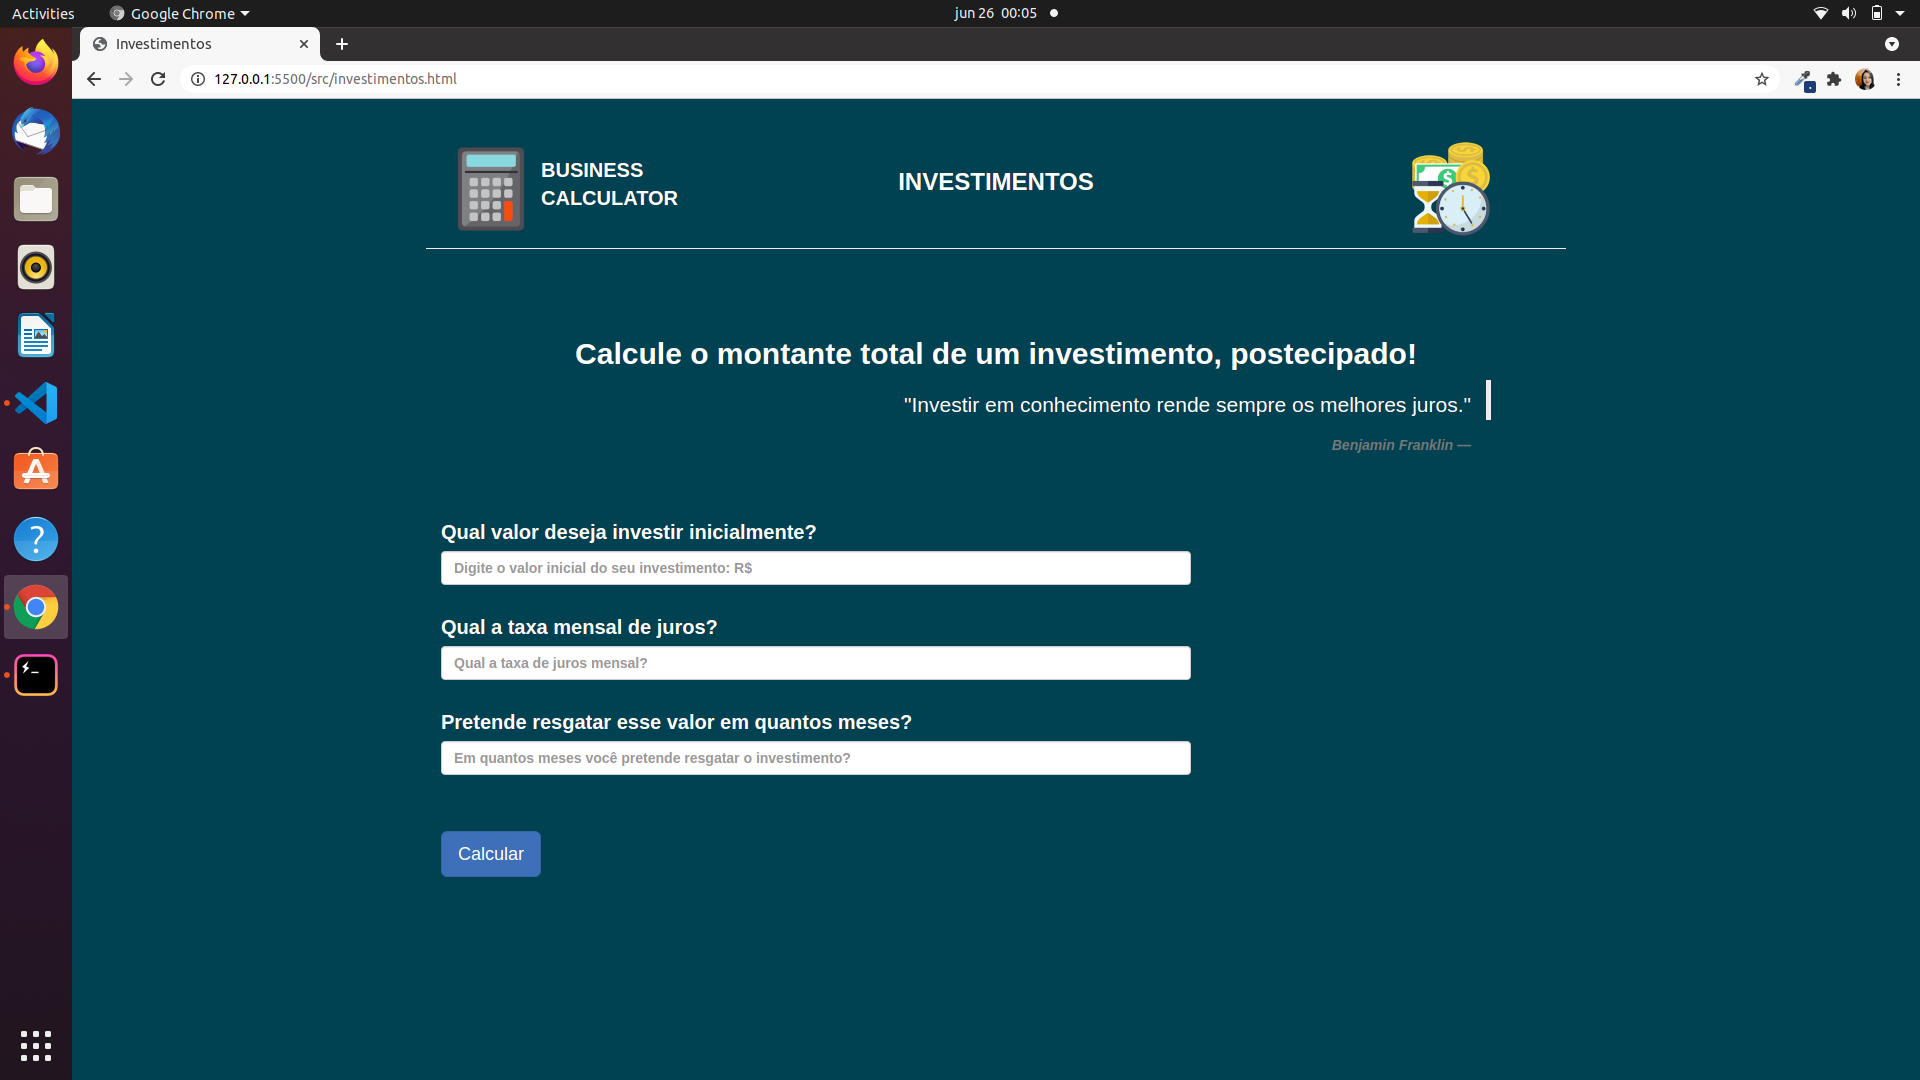 Activities
Google Chrome
jun 26 00:05
Investimentos
127.0.0.1:5500/src/investimentos.html
BUSINESS
CALCULATOR
INVESTIMENTOS
Calcule o montante total de um investimento, postecipado!
"Investir em conhecimento rende sempre os melhores juros."
Benjamin Franklin —
Qual valor deseja investir inicialmente?
Digite o valor inicial do seu investimento: R$
Qual a taxa mensal de juros?
Qual a taxa de juros mensal?
Pretende resgatar esse valor em quantos meses?
Em quantos meses você pretende resgatar o investimento?
Calcular